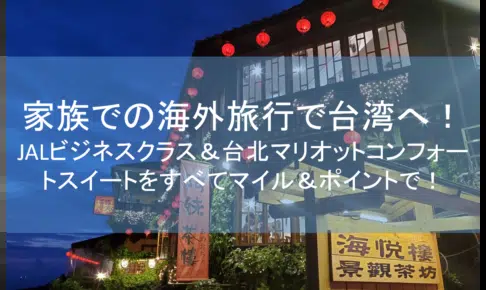 家族での海外旅行で台湾へ！
JALビジネスクラス＆台北マリオットコンフォー
トスイートをすべてマイル＆ポイントで！
茶樓
海悦樓
景觀茶坊